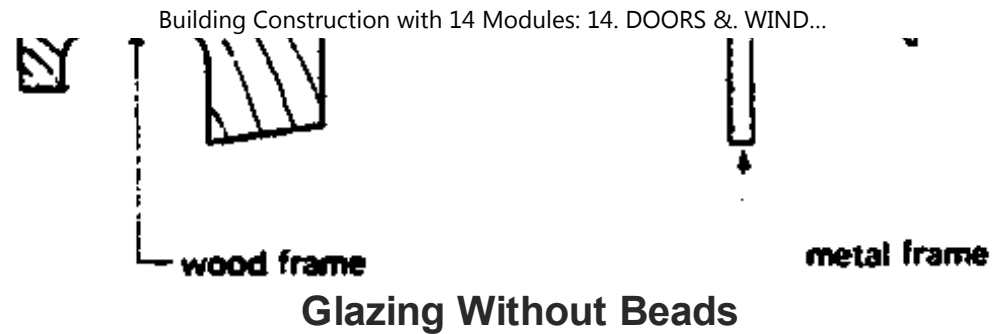 Building Construction with 14 Modules: 14. DOORS &. WIND...
wood frame
metal frame
Glazing Without Beads